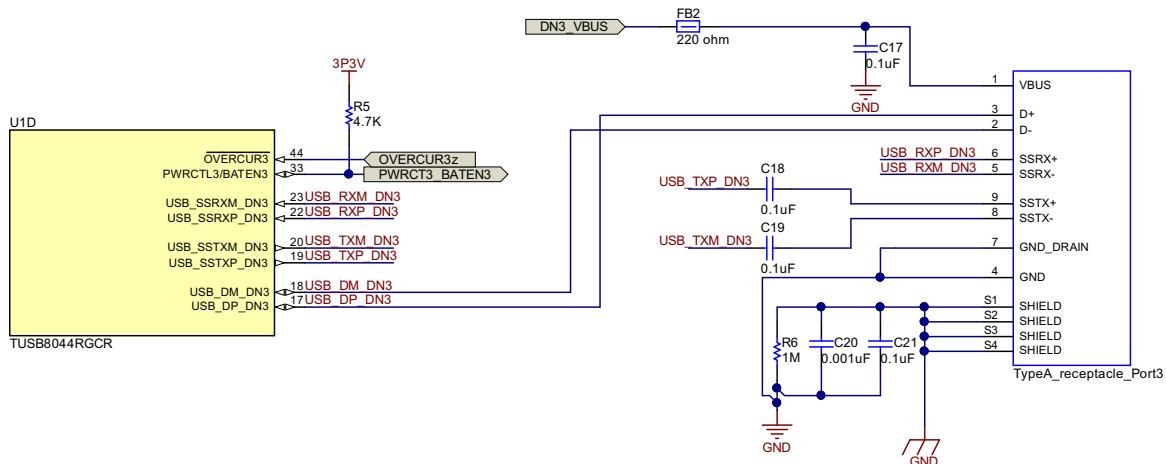 FB2
DN3_VBUS
220 ohm
C17
0.1uF
GND
3P3V
R5
4.7K
U1D
OVERCUR3 44 OVERCUR3z
PWRCTL3/BATEN3 33 PWRCT3_BATEN3
USB_SSRXM_DN3 23 USB_RXM_DN3
USB_SSRXP_DN3 22 USB_RXP_DN3
USB_SSTXM_DN3 20 USB_TXM_DN3
USB_SSTXP_DN3 19 USB_TXP_DN3
USB_DM_DN3 18 USB_DM_DN3
USB_DP_DN3 17 USB_DP_DN3
TUSB8044RGCR
1 VBUS
3 D+
2 D-
USB_RXP_DN3 6 SSRX+
USB_RXM_DN3 5 SSRX-
C18
USB_TXP_DN3
0.1uF
9 SSTX+
8 SSTX-
C19
USB_TXM_DN3
0.1uF
7 GND_DRAIN
4 GND
S1 SHIELD
S2 SHIELD
S3 SHIELD
S4 SHIELD
R6
1M
C20
0.001uF
C21
0.1uF
TypeA_receptacle_Port3
GND
GND